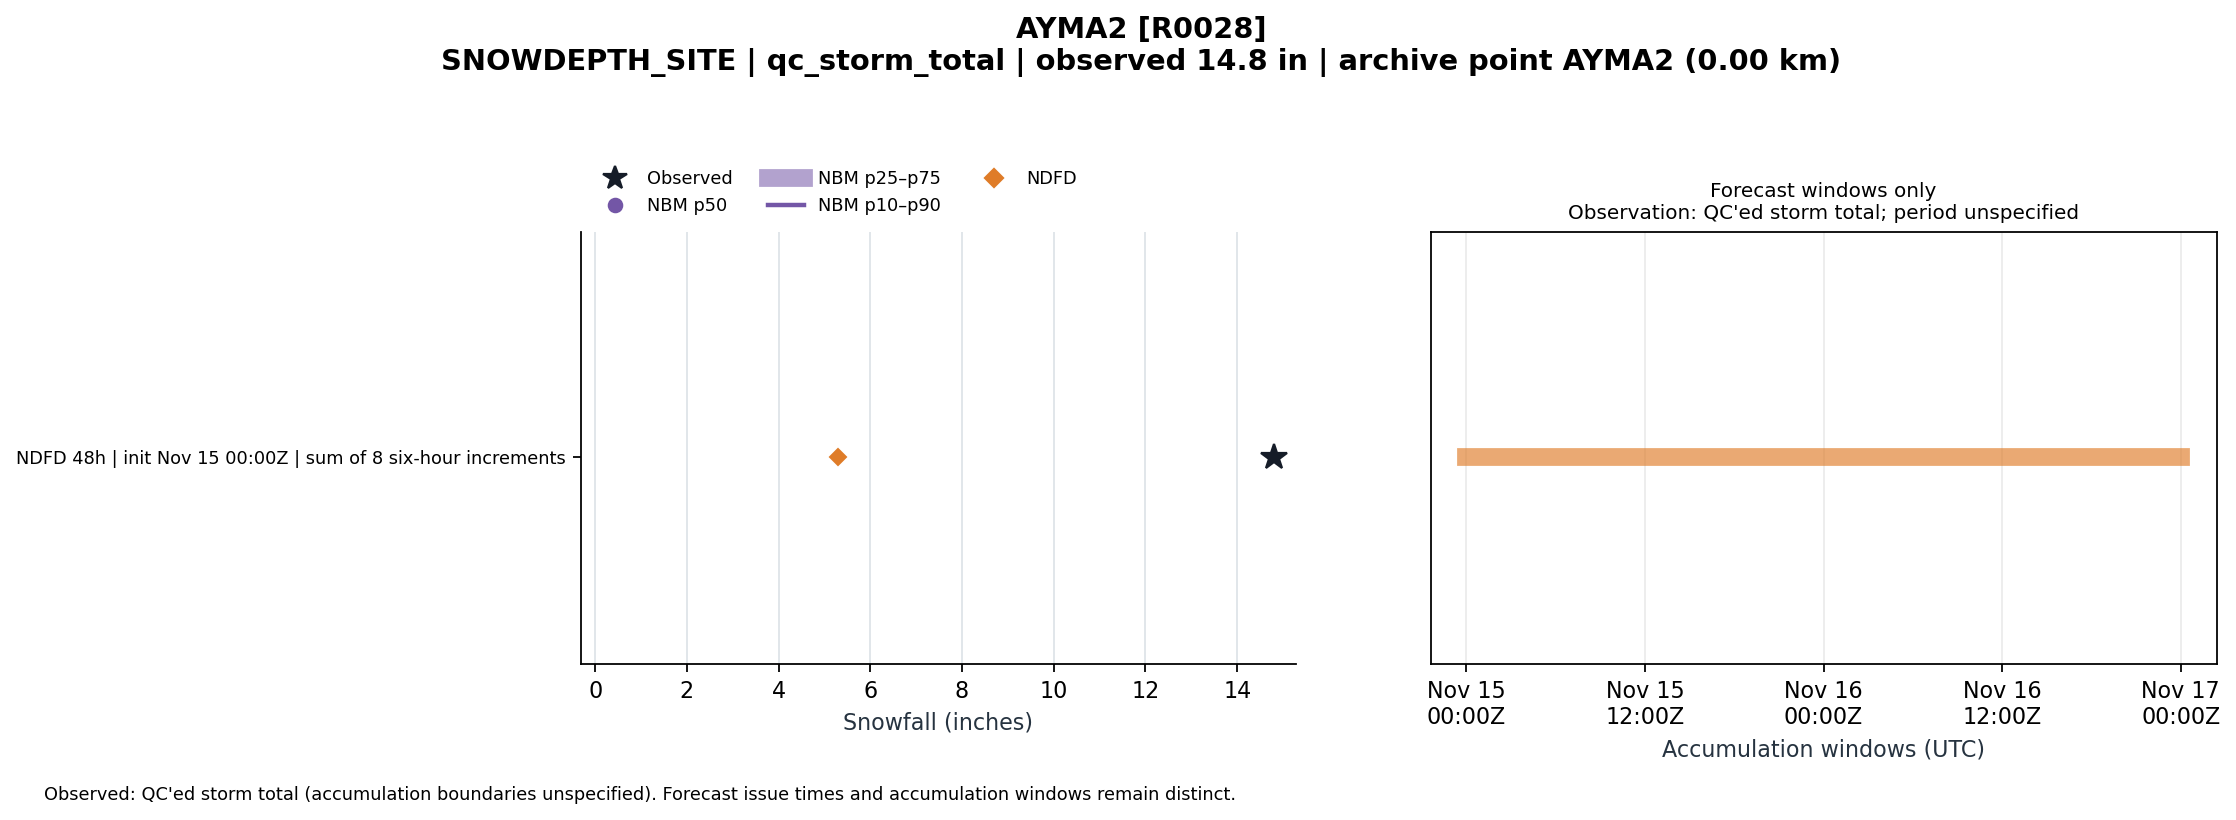 AYMA2 [R0028]
SNOWDEPTH_SITE | qc_storm_total | observed 14.8 in | archive point AYMA2 (0.00 km)
Observed
NBM p50
NBM p25–p75
NBM p10–p90
NDFD
Forecast windows only
Observation: QC'ed storm total; period unspecified
NDFD 48h | init Nov 15 00:00Z | sum of 8 six-hour increments
0 2 4 6 8 10 12 14
Snowfall (inches)
Nov 15 Nov 15 Nov 16 Nov 16 Nov 17
00:00Z 12:00Z 00:00Z 12:00Z 00:00Z
Accumulation windows (UTC)
Observed: QC'ed storm total (accumulation boundaries unspecified). Forecast issue times and accumulation windows remain distinct.